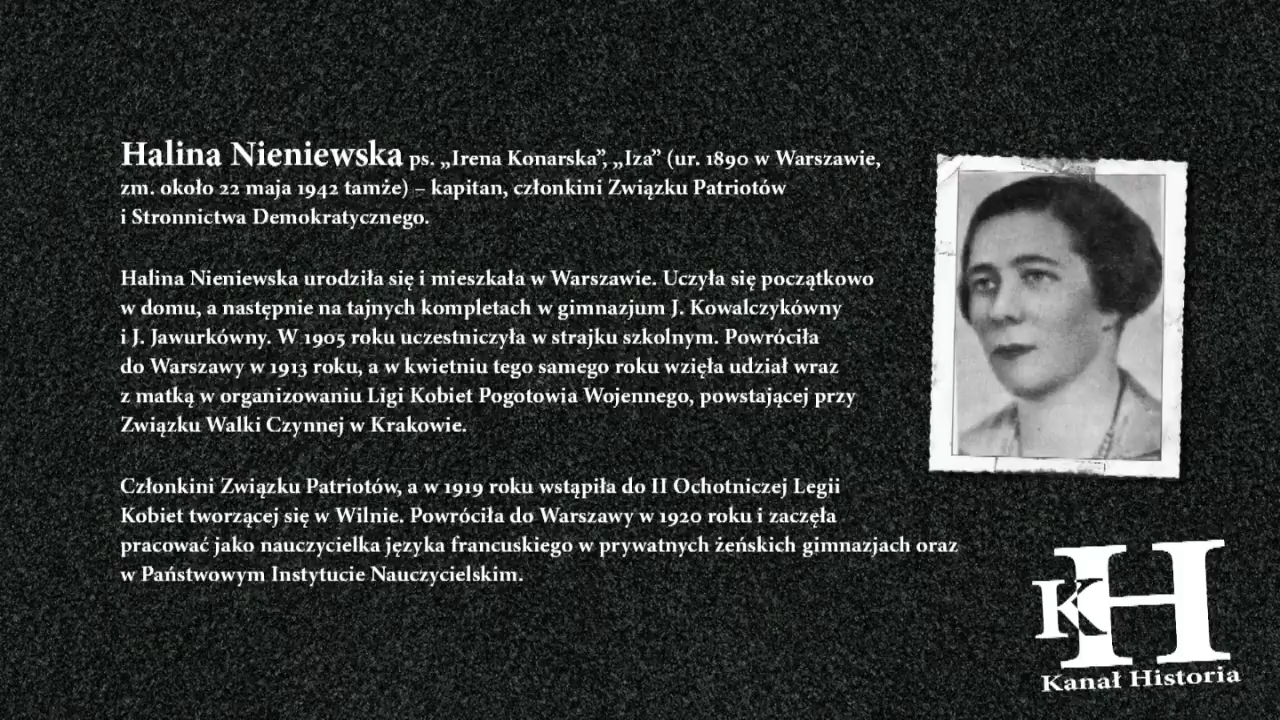 Halina Nieniewska ps. „Irena Konarska”, „Iza” (ur. 1890 w Warszawie,
zm. około 22 maja 1942 tamże) – kapitan, członkini Związku Patriotów
i Stronnictwa Demokratycznego.
Halina Nieniewska urodziła się i mieszkała w Warszawie. Uczyła się początkowo
w domu, a następnie na tajnych kompletach w gimnazjum J. Kowalczykówny
i J. Jawurkówny. W 1905 roku uczestniczyła w strajku szkolnym. Powróciła
do Warszawy w 1913 roku, a w kwietniu tego samego roku wzięła udział wraz
z matką w organizowaniu Ligi Kobiet Pogotowia Wojennego, powstającej przy
Związku Walki Czynnej w Krakowie.
Członkini Związku Patriotów, a w 1919 roku wstąpiła do II Ochotniczej Legii
Kobiet tworzącej się w Wilnie. Powróciła do Warszawy w 1920 roku i zaczęła
pracować jako nauczycielka języka francuskiego w prywatnych żeńskich gimnazjach oraz
w Państwowym Instytucie Nauczycielskim.
KH
Kanał Historia